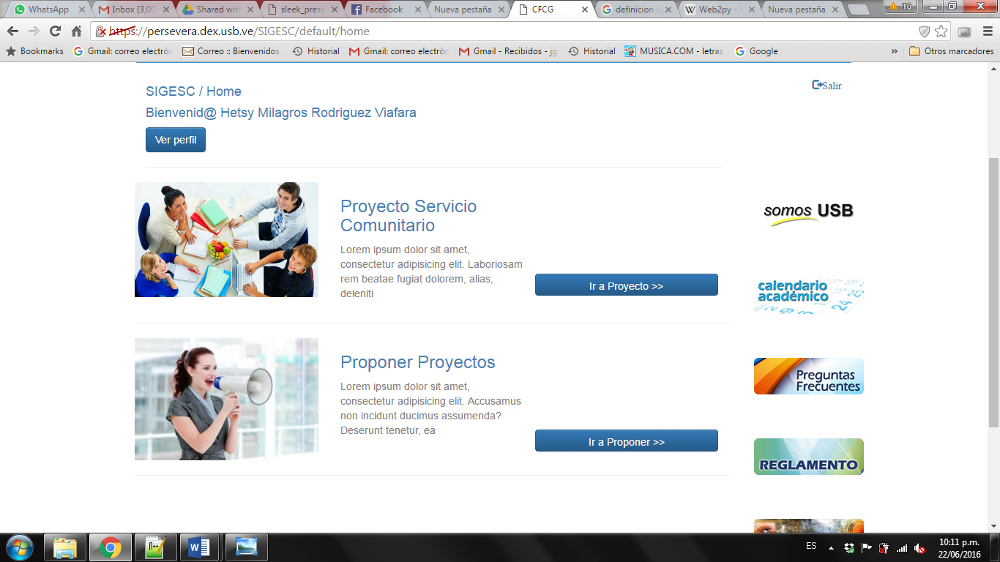 WhatsApp
Inbox (3,00
Shared wit
sleek_prese
Facebook
Nueva pestaña
CFCG
definicion e
Web2py -
Nueva pestaña
Tú
https://persevera.dex.usb.ve/SIGESC/default/home
Bookmarks
Gmail: correo electrón
Correo :: Bienvenidos
Historial
Gmail: correo electrón
Gmail - Recibidos - jg
Historial
MUSICA.COM - letras
Google
»
Otros marcadores
SIGESC / Home
Salir
Bienvenid@ Hetsy Milagros Rodriguez Viafara
Ver perfil
Proyecto Servicio
Comunitario
Lorem ipsum dolor sit amet,
consectetur adipisicing elit. Laboriosam
rem beatae fugiat dolorem, alias,
deleniti
Ir a Proyecto >>
Proponer Proyectos
Lorem ipsum dolor sit amet,
consectetur adipisicing elit. Accusamus
non incidunt ducimus assumenda?
Deserunt tenetur, ea
Ir a Proponer >>
somos USB
calendario
académico
Preguntas
Frecuentes
REGLAMENTO
ES
10:11 p.m.
22/06/2016